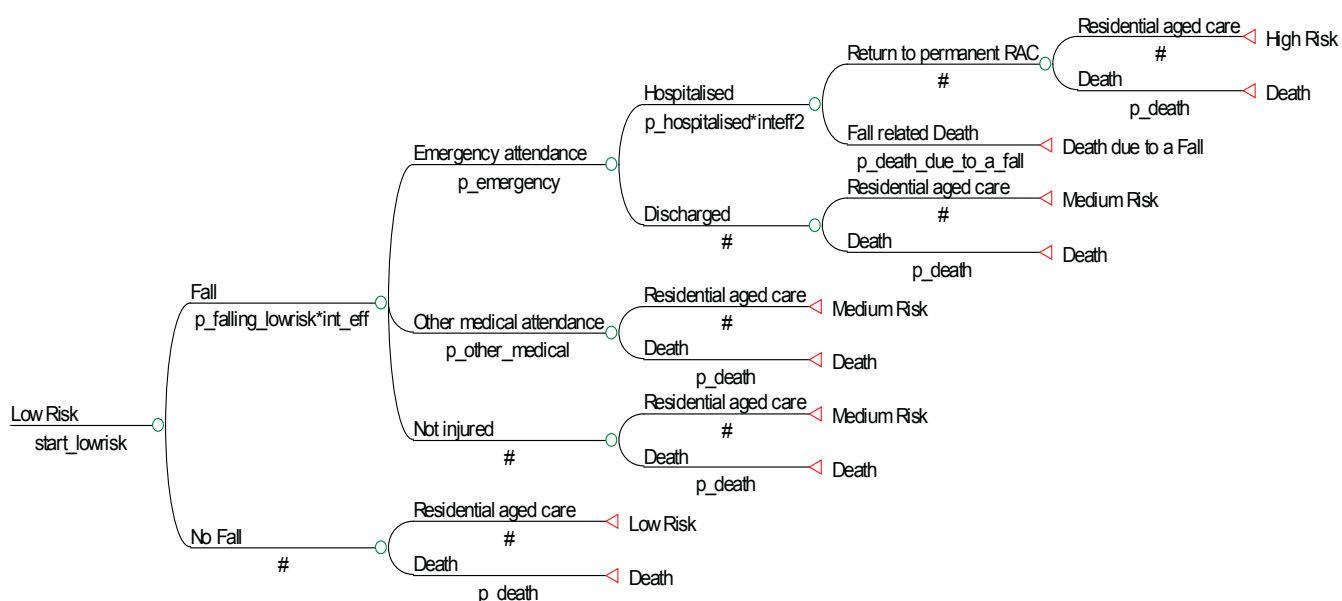 Residential aged care
High Risk
#
Return to permanent RAC
#
Death
Death
p_death
Hospitalised
p_hospitalised*inteff2
Fall related Death
Death due to a Fall
p_death_due_to_a_fall
Emergency attendance
p_emergency
Residential aged care
Medium Risk
#
Discharged
#
Death
Death
p_death
Fall
p_falling_lowrisk*int_eff
Residential aged care
Medium Risk
#
Other medical attendance
p_other_medical
Death
Death
p_death
Residential aged care
Medium Risk
#
Not injured
#
Death
Death
p_death
Low Risk
start_lowrisk
Residential aged care
Low Risk
#
No Fall
#
Death
Death
p_death